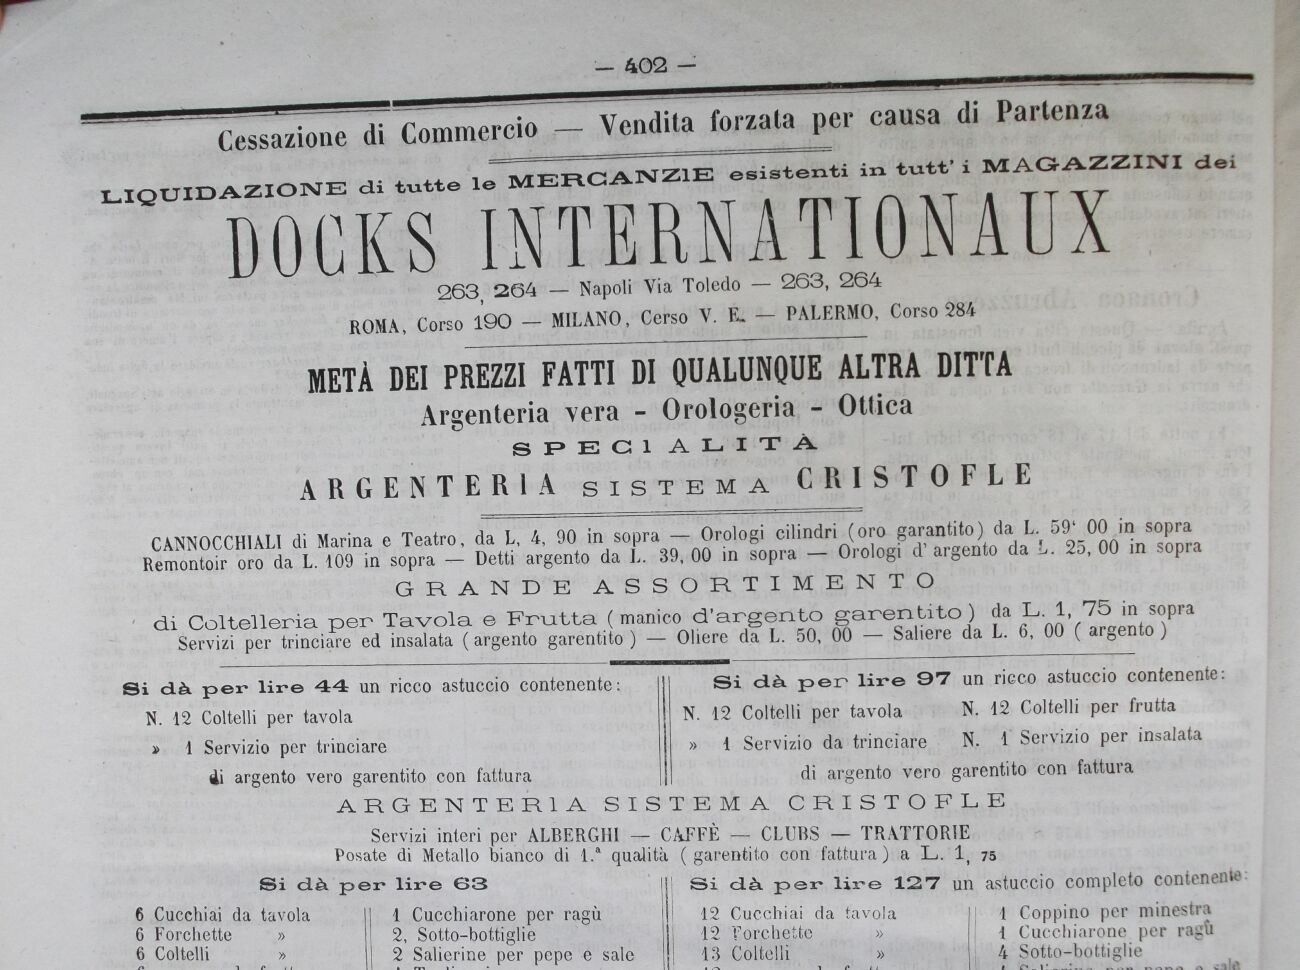 — 402 —
Cessazione di Commercio — Vendita forzata per causa di Partenza
LIQUIDAZIONE di tutte le MERCANZIE esistenti in tutt' i MAGAZZINI dei
DOCKS INTERNATIONAUX
263, 264 — Napoli Via Toledo — 263, 264
ROMA, Corso 190 — MILANO, Cerso V. E. — PALERMO, Corso 284
METÀ DEI PREZZI FATTI DI QUALUNQUE ALTRA DITTA
Argenteria vera - Orologeria - Ottica
SPECIALITÀ
ARGENTERIA SISTEMA CRISTOFLE
CANNOCCHIALI di Marina e Teatro, da L, 4, 90 in sopra — Orologi cilindri (oro garantito) da L. 59' 00 in sopra
Remontoir oro da L. 109 in sopra — Detti argento da L. 39, 00 in sopra — Orologi d' argento da L. 25, 00 in sopra
GRANDE ASSORTIMENTO
di Coltelleria per Tavola e Frutta (manico d'argento garentito) da L. 1, 75 in sopra
Servizi per trinciare ed insalata (argento garentito) — Oliere da L. 50, 00 — Saliere da L. 6, 00 (argento)
Si dà per lire 44 un ricco astuccio contenente:
N. 12 Coltelli per tavola
» 1 Servizio per trinciare
di argento vero garentito con fattura
Si dà per lire 97 un ricco astuccio contenente:
N. 12 Coltelli per tavola N. 12 Coltelli per frutta
» 1 Servizio da trinciare N. 1 Servizio per insalata
di argento vero garentito con fattura
ARGENTERIA SISTEMA CRISTOFLE
Servizi interi per ALBERGHI — CAFFÈ — CLUBS — TRATTORIE
Posate di Metallo bianco di 1.ª qualità (garentito con fattura) a L. 1, 75
Si dà per lire 63
6 Cucchiai da tavola
6 Forchette »
6 Coltelli »
1 Cucchiarone per ragù
2, Sotto-bottiglie
2 Salierine per pepe e sale
Si dà per lire 127 un astuccio completo contenente:
12 Cucchiai da tavola
12 Forchette »
13 Coltelli »
1 Coppino per minestra
1 Cucchiarone per ragù
4 Sotto-bottiglie